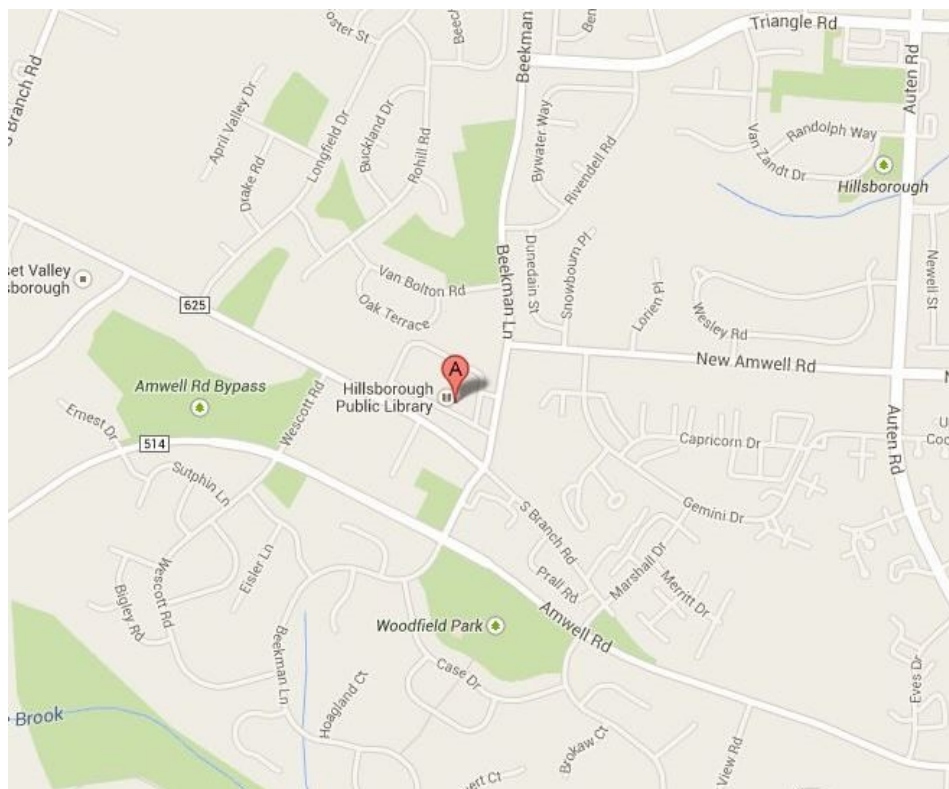 oster St
Beekman
Triangle Rd
S Branch Rd
April Valley Dr
Longfield Dr
Buckland Dr
Rohill Rd
Bywater Way
Rivendell Rd
Van Zandt Dr
Randolph Way
Auten Rd
Drake Rd
Hillsborough
set Valley
sborough
625
Van Bolton Rd
Oak Terrace
Beekman Ln
Dunedain St
Snowbourn Pl
Lorien Pl
Wesley Rd
Newell St
New Amwell Rd
A
Amwell Rd Bypass
Wescott Rd
Hillsborough
Public Library
Ernest Dr
514
Sutphin Ln
Capricorn Dr
Auten Rd
Gemini Dr
S Branch Rd
Eisler Ln
Wescott Rd
Bigley Rd
Prall Rd
Marshall Dr
Merritt Dr
Woodfield Park
Amwell Rd
Beekman Ln
Case Dr
Hoagland Ct
Eves Dr
Brook
Brokaw Ct
View Rd
ert Ct